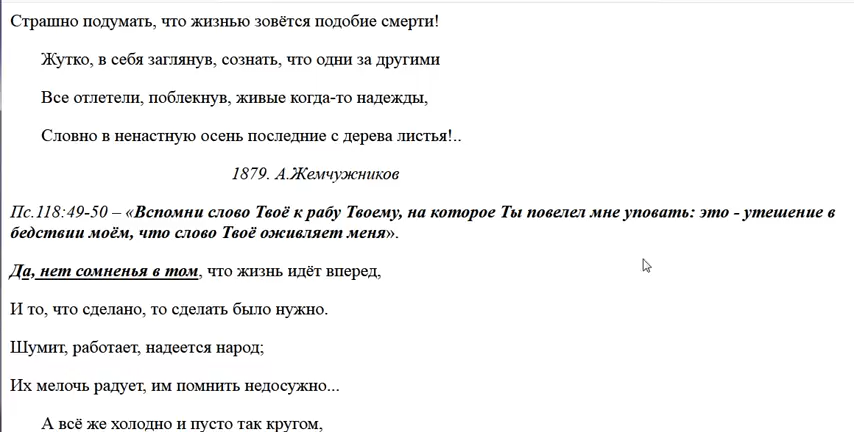 Страшно подумать, что жизнью зовётся подобие смерти!
Жутко, в себя заглянув, сознать, что одни за другими
Все отлетели, поблекнув, живые когда-то надежды,
Словно в ненастную осень последние с дерева листья!..
1879. А.Жемчужников
Пс.118:49-50 – «Вспомни слово Твоё к рабу Твоему, на которое Ты повелел мне уповать: это - утешение в
бедствии моём, что слово Твоё оживляет меня».
Да, нет сомненья в том, что жизнь идёт вперед,
И то, что сделано, то сделать было нужно.
Шумит, работает, надеется народ;
Их мелочь радует, им помнить недосужно...
А всё же холодно и пусто так кругом,